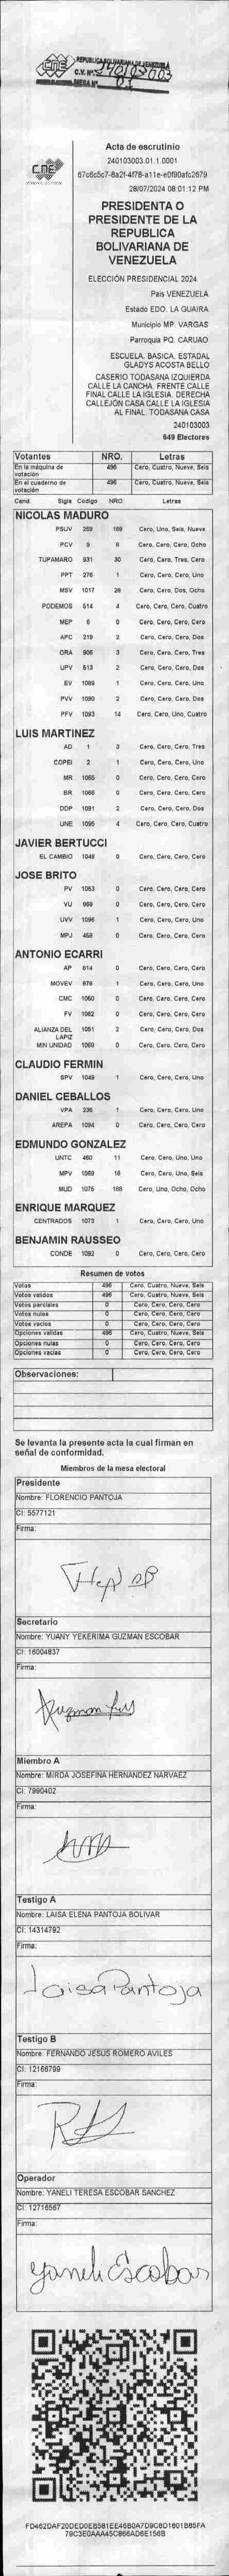 REPUBLICA BOLIVARIANA DE VENEZUELA
CNE
C.V. Nº
240103003
MESA Nº
01
CNE
Acta de escrutinio
240103003.01.1.0001
28/07/2024 08:01:12 PM
PRESIDENTA O
PRESIDENTE DE LA
REPUBLICA
BOLIVARIANA DE
VENEZUELA
ELECCIÓN PRESIDENCIAL 2024
País VENEZUELA
Estado EDO. LA GUAIRA
Municipio MP. VARGAS
Parroquia PQ. CARUAO
ESCUELA. BASICA. ESTADAL
GLADYS ACOSTA BELLO
CASERIO TODASANA IZQUIERDA
CALLE LA CANCHA. FRENTE CALLE
FINAL CALLE LA IGLESIA. DERECHA
CALLEJÓN CASA CALLE LA IGLESIA
AL FINAL. TODASANA CASA
240103003
649 Electores
Votantes NRO. Letras
En la máquina de votación 496 Cero, Cuatro, Nueve, Seis
En el cuaderno de votación 496 Cero, Cuatro, Nueve, Seis
Cand. Sigla Código NRO. Letras
NICOLAS MADURO
PSUV 259 169 Cero, Uno, Seis, Nueve
PCV 9 8 Cero, Cero, Cero, Ocho
TUPAMARO 931 30 Cero, Cero, Tres, Cero
PPT 276 1 Cero, Cero, Cero, Uno
MSV 1017 28 Cero, Cero, Dos, Ocho
PODEMOS 514 4 Cero, Cero, Cero, Cuatro
MEP 6 0 Cero, Cero, Cero, Cero
APC 219 2 Cero, Cero, Cero, Dos
ORA 906 3 Cero, Cero, Cero, Tres
UPV 513 2 Cero, Cero, Cero, Dos
EV 1089 1 Cero, Cero, Cero, Uno
PVV 1090 2 Cero, Cero, Cero, Dos
PFV 1093 14 Cero, Cero, Uno, Cuatro
LUIS MARTINEZ
AD 1 3 Cero, Cero, Cero, Tres
COPEI 2 1 Cero, Cero, Cero, Uno
MR 1065 0 Cero, Cero, Cero, Cero
BR 1066 0 Cero, Cero, Cero, Cero
DDP 1091 2 Cero, Cero, Cero, Dos
UNE 1095 4 Cero, Cero, Cero, Cuatro
JAVIER BERTUCCI
EL CAMBIO 1048 0 Cero, Cero, Cero, Cero
JOSE BRITO
PV 1053 0 Cero, Cero, Cero, Cero
VU 969 0 Cero, Cero, Cero, Cero
UVV 1096 1 Cero, Cero, Cero, Uno
MPJ 458 0 Cero, Cero, Cero, Cero
ANTONIO ECARRI
AP 614 0 Cero, Cero, Cero, Cero
MOVEV 978 1 Cero, Cero, Cero, Uno
CMC 1060 0 Cero, Cero, Cero, Cero
FV 1062 0 Cero, Cero, Cero, Cero
ALIANZA DEL LAPIZ 1051 2 Cero, Cero, Cero, Dos
MIN UNIDAD 1069 0 Cero, Cero, Cero, Cero
CLAUDIO FERMIN
SPV 1049 1 Cero, Cero, Cero, Uno
DANIEL CEBALLOS
VPA 236 1 Cero, Cero, Cero, Uno
AREPA 1094 0 Cero, Cero, Cero, Cero
EDMUNDO GONZALEZ
UNTC 460 11 Cero, Cero, Uno, Uno
MPV 1069 16 Cero, Cero, Uno, Seis
MUD 1076 188 Cero, Uno, Ocho, Ocho
ENRIQUE MARQUEZ
CENTRADOS 1073 1 Cero, Cero, Cero, Uno
BENJAMIN RAUSSEO
CONDE 1092 0 Cero, Cero, Cero, Cero
Resumen de votos
Votos 496 Cero, Cuatro, Nueve, Seis
Votos validos 496 Cero, Cuatro, Nueve, Seis
Votos parciales 0 Cero, Cero, Cero, Cero
Votos nulos 0 Cero, Cero, Cero, Cero
Votos vacios 0 Cero, Cero, Cero, Cero
Opciones validas 496 Cero, Cuatro, Nueve, Seis
Opciones nulas 0 Cero, Cero, Cero, Cero
Opciones vacias 0 Cero, Cero, Cero, Cero
Observaciones:
Se levanta la presente acta la cual firman en
señal de conformidad.
Miembros de la mesa electoral
Presidente
Nombre: FLORENCIO PANTOJA
CI: 5577121
Firma:
Secretario
Nombre: YUANY YEKERIMA GUZMAN ESCOBAR
CI: 16004837
Firma:
Miembro A
Nombre: MIRDA JOSEFINA HERNANDEZ NARVAEZ
CI: 7990402
Firma:
Testigo A
Nombre: LAISA ELENA PANTOJA BOLIVAR
CI: 14314792
Firma:
Laisa Pantoja
Testigo B
Nombre: FERNANDO JESUS ROMERO AVILES
CI: 12166799
Firma:
Operador
Nombre: YANELI TERESA ESCOBAR SANCHEZ
CI: 12716567
Firma:
Yaneli Escobar